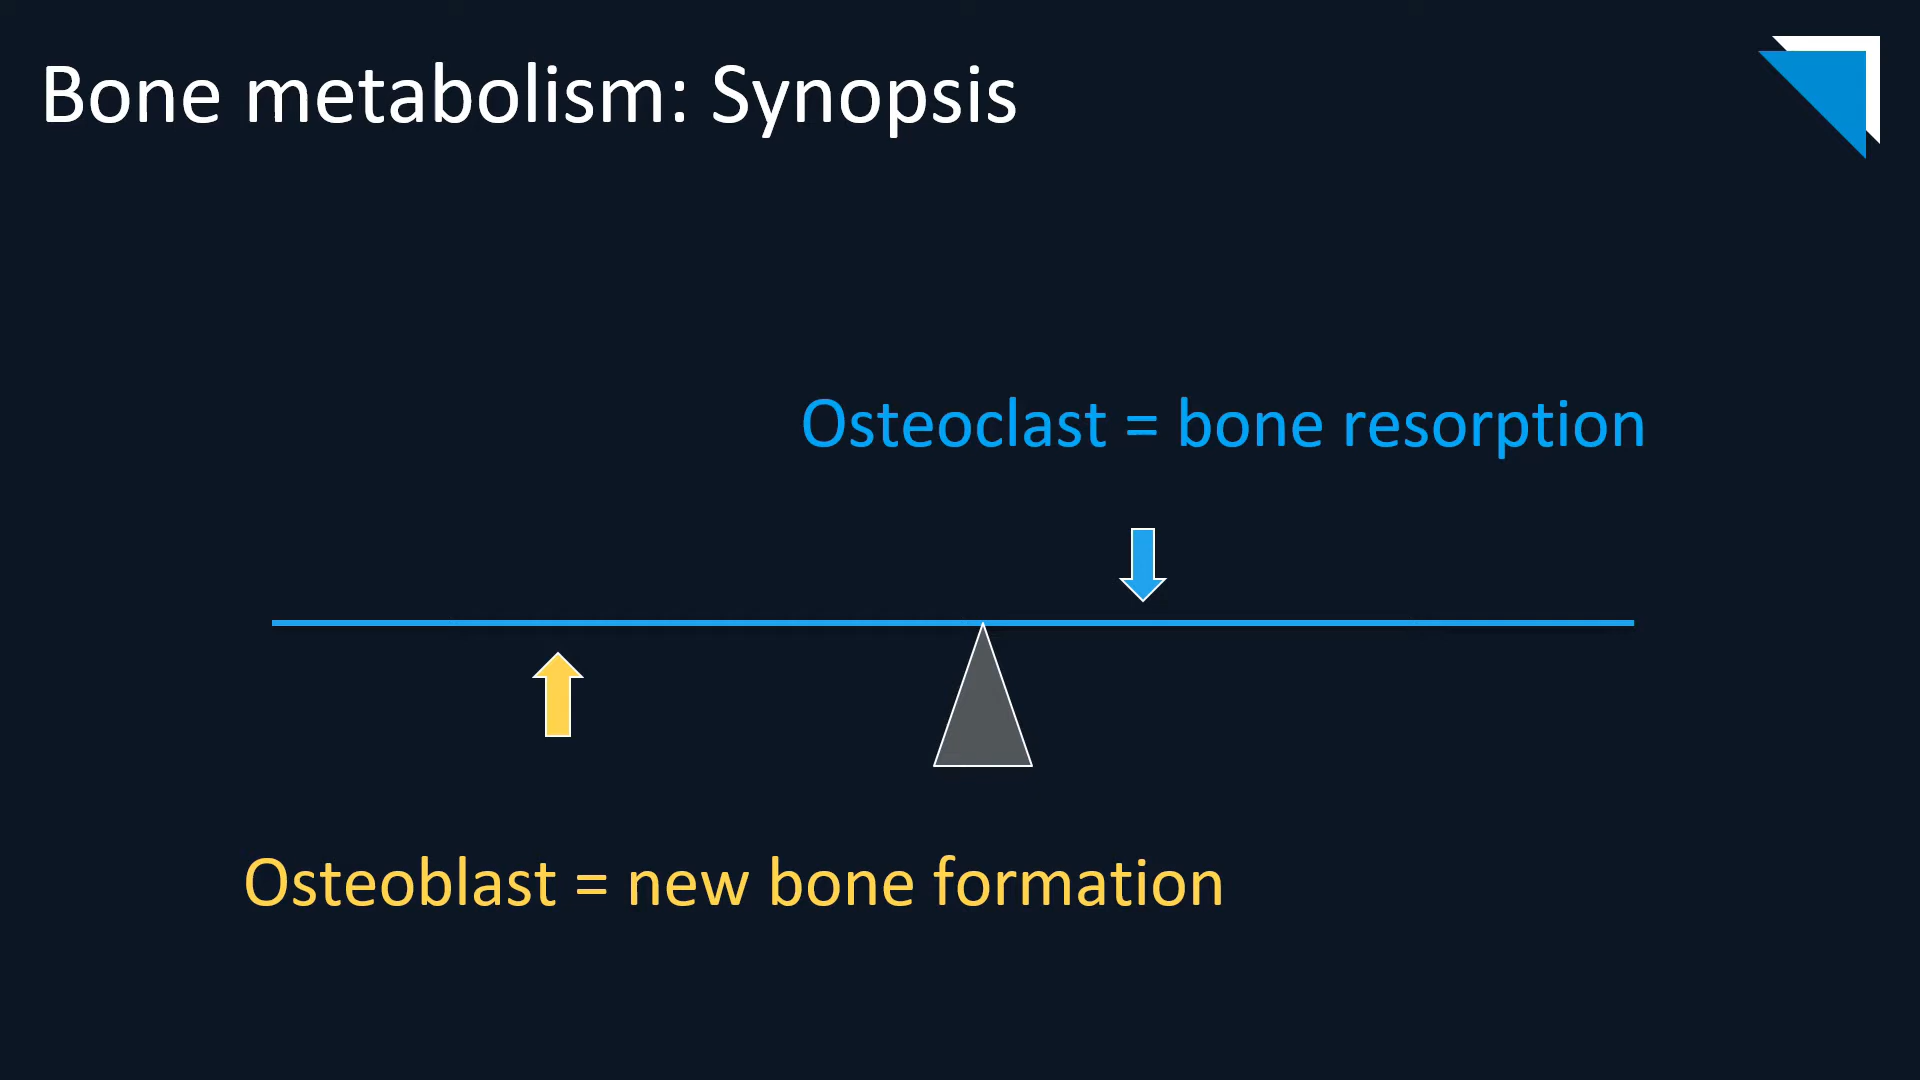 Bone metabolism: Synopsis
Osteoclast = bone resorption
Osteoblast = new bone formation